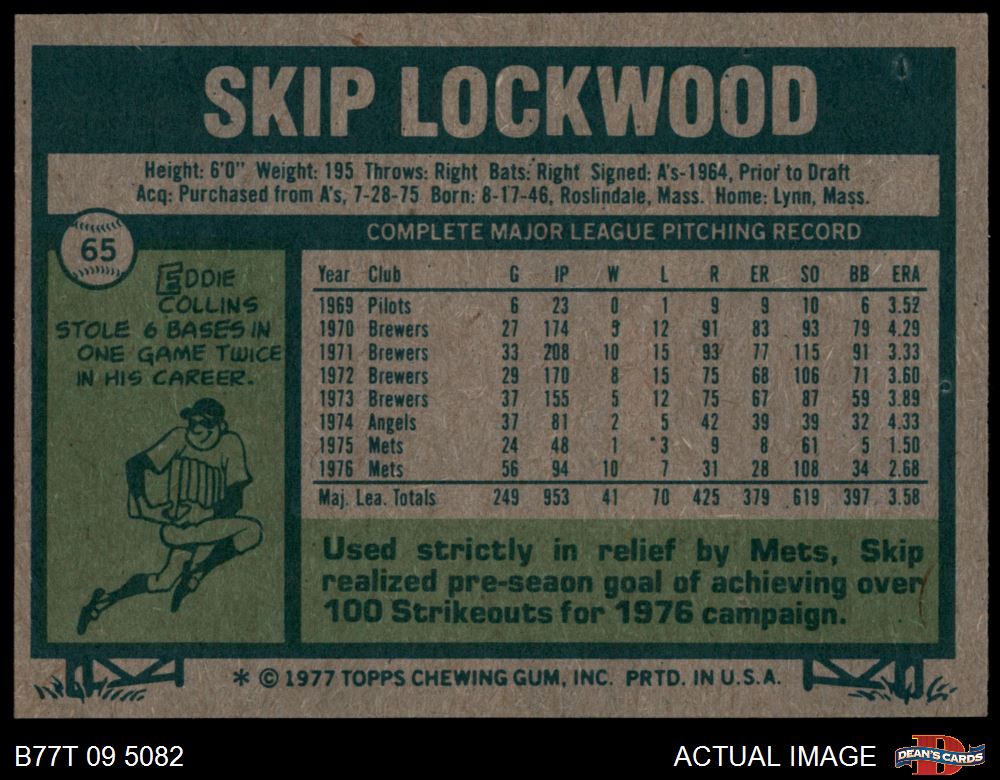 SKIP LOCKWOOD
Height: 6'0" Weight: 195 Throws: Right Bats: Right Signed: A's-1964, Prior to Draft
Acq: Purchased from A's, 7-28-75 Born: 8-17-46, Roslindale, Mass. Home: Lynn, Mass.
65
EDDIE
COLLINS
STOLE 6 BASES IN
ONE GAME TWICE
IN HIS CAREER.
COMPLETE MAJOR LEAGUE PITCHING RECORD
Year Club G IP W L R ER SO BB ERA
1969 Pilots 6 23 0 1 9 9 10 6 3.52
1970 Brewers 27 174 5 12 91 83 93 79 4.29
1971 Brewers 33 208 10 15 93 77 115 91 3.33
1972 Brewers 29 170 8 15 75 68 106 71 3.60
1973 Brewers 37 155 5 12 75 67 87 59 3.89
1974 Angels 37 81 2 5 42 39 39 32 4.33
1975 Mets 24 48 1 3 9 8 61 5 1.50
1976 Mets 56 94 10 7 31 28 108 34 2.68
Maj. Lea. Totals 249 953 41 70 425 379 619 397 3.58
Used strictly in relief by Mets, Skip
realized pre-seaon goal of achieving over
100 Strikeouts for 1976 campaign.
* © 1977 TOPPS CHEWING GUM, INC. PRTD. IN U.S.A.
B77T 09 5082
ACTUAL IMAGE
D
DEAN'S CARDS